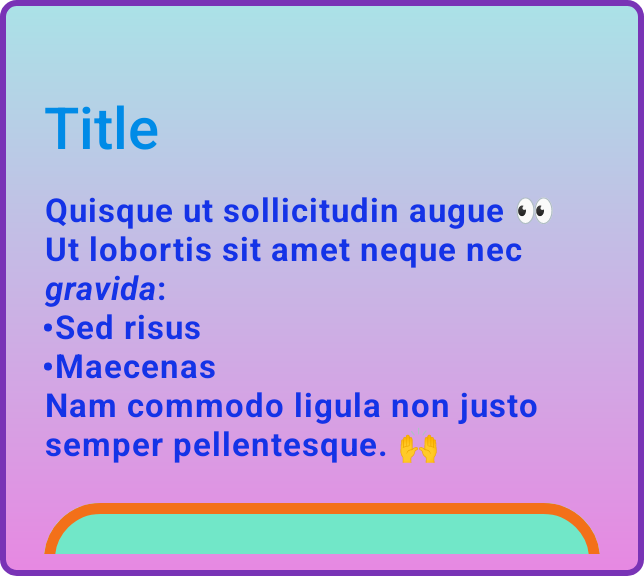 Title
Quisque ut sollicitudin augue 👀
Ut lobortis sit amet neque nec
gravida:
•Sed risus
•Maecenas
Nam commodo ligula non justo
semper pellentesque. 🙌